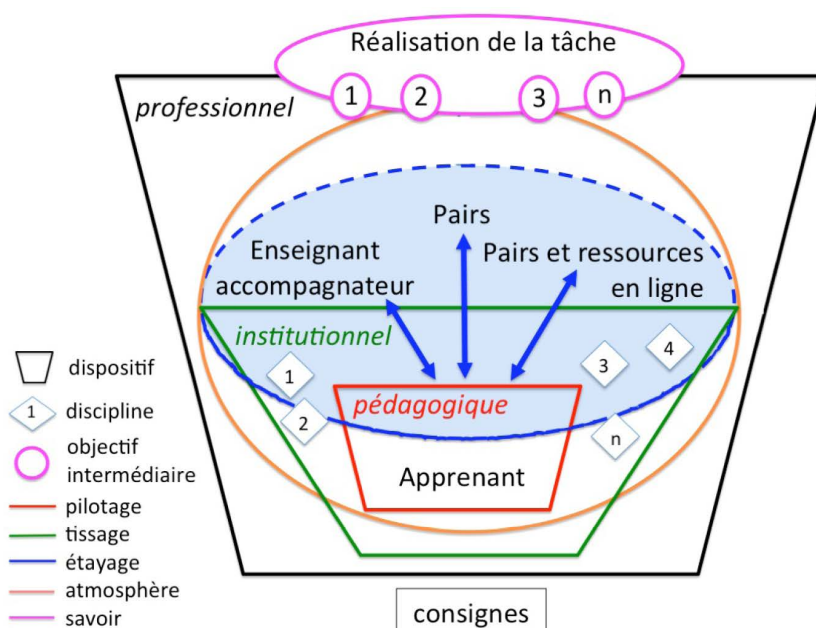 Réalisation de la tâche
1 2 3 n
professionnel
Pairs
Enseignant
accompagnateur
Pairs et ressources
en ligne
institutionnel
1
2
3
4
n
pédagogique
Apprenant
consignes
dispositif
1 discipline
objectif
intermédiaire
pilotage
tissage
étayage
atmosphère
savoir